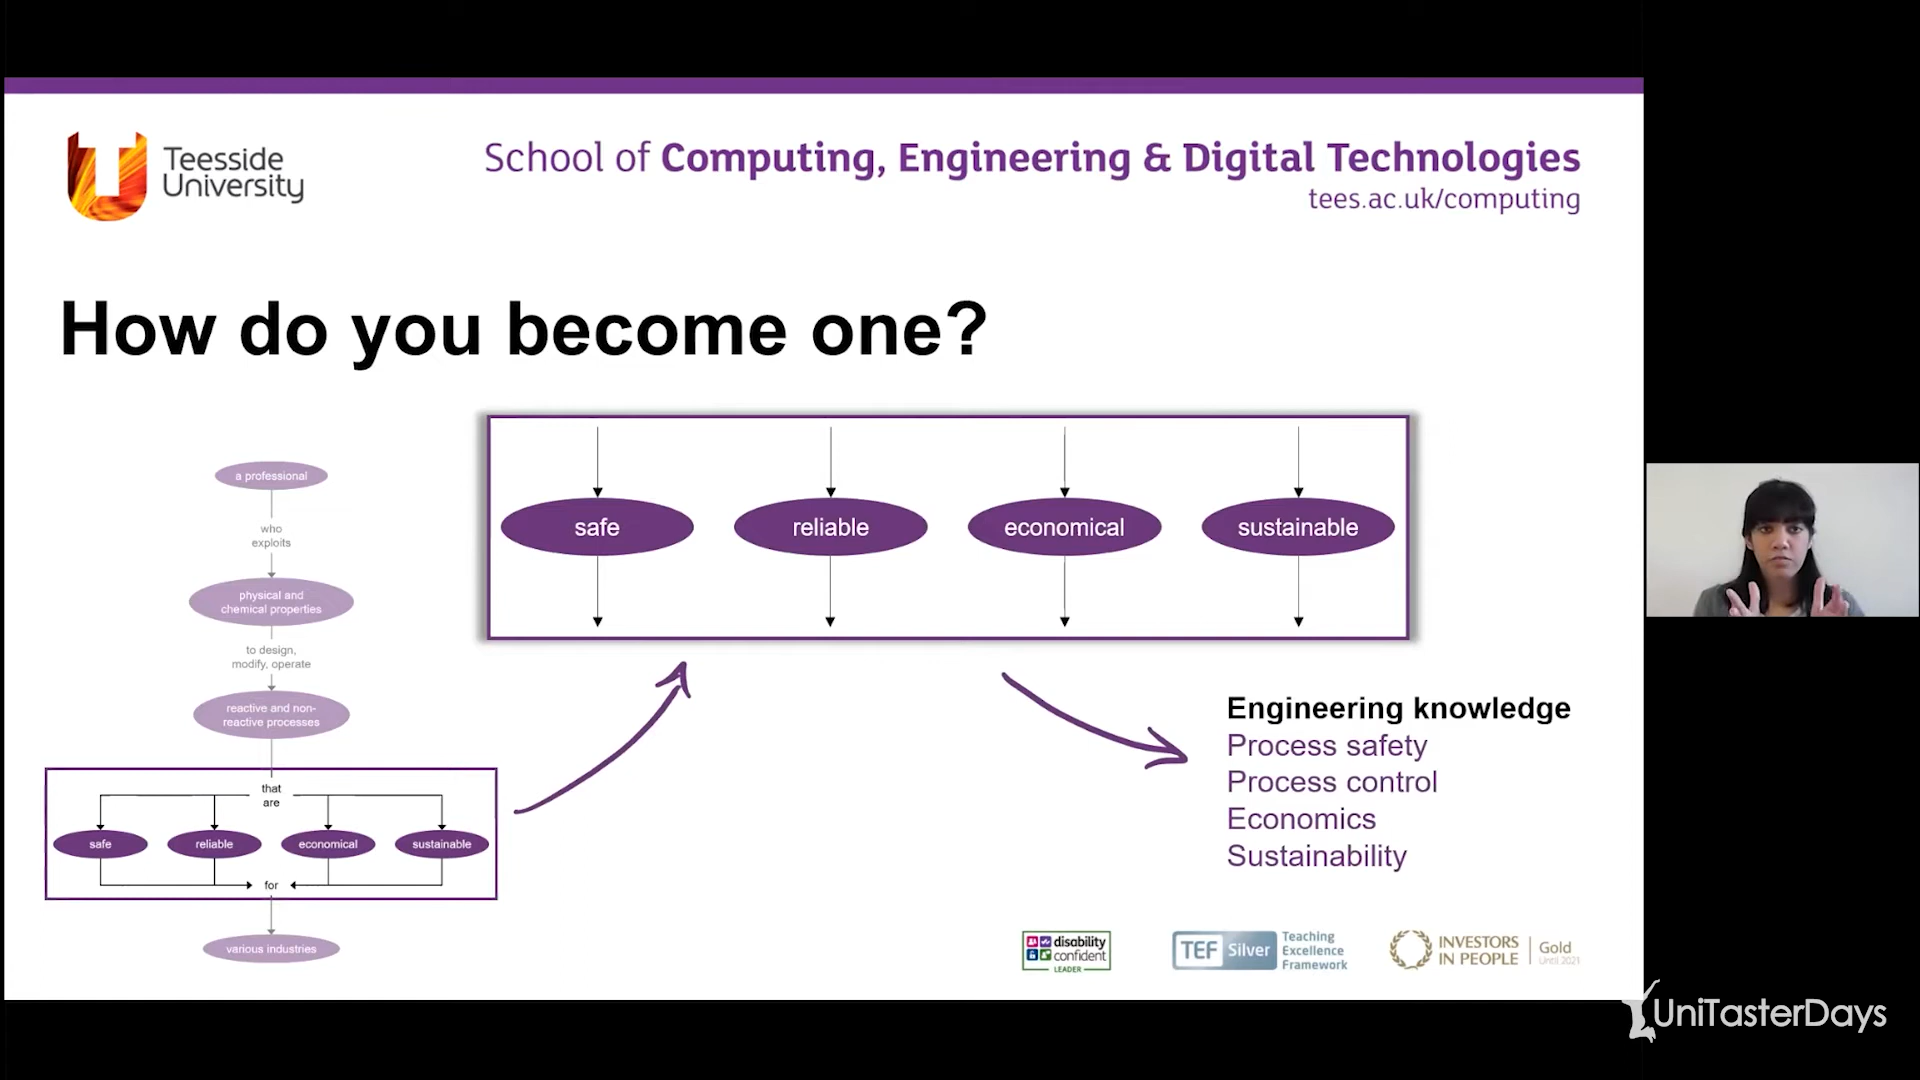 Teesside
University
School of Computing, Engineering & Digital Technologies
tees.ac.uk/computing
How do you become one?
a professional
who
exploits
physical and
chemical properties
to design,
modify, operate
reactive and non-
reactive processes
that
are
safe
reliable
economical
sustainable
for
various industries
safe
reliable
economical
sustainable
Engineering knowledge
Process safety
Process control
Economics
Sustainability
disability
confident
LEADER
TEF Silver
Teaching
Excellence
Framework
INVESTORS
IN PEOPLE
Gold
Until 2021
UniTasterDays